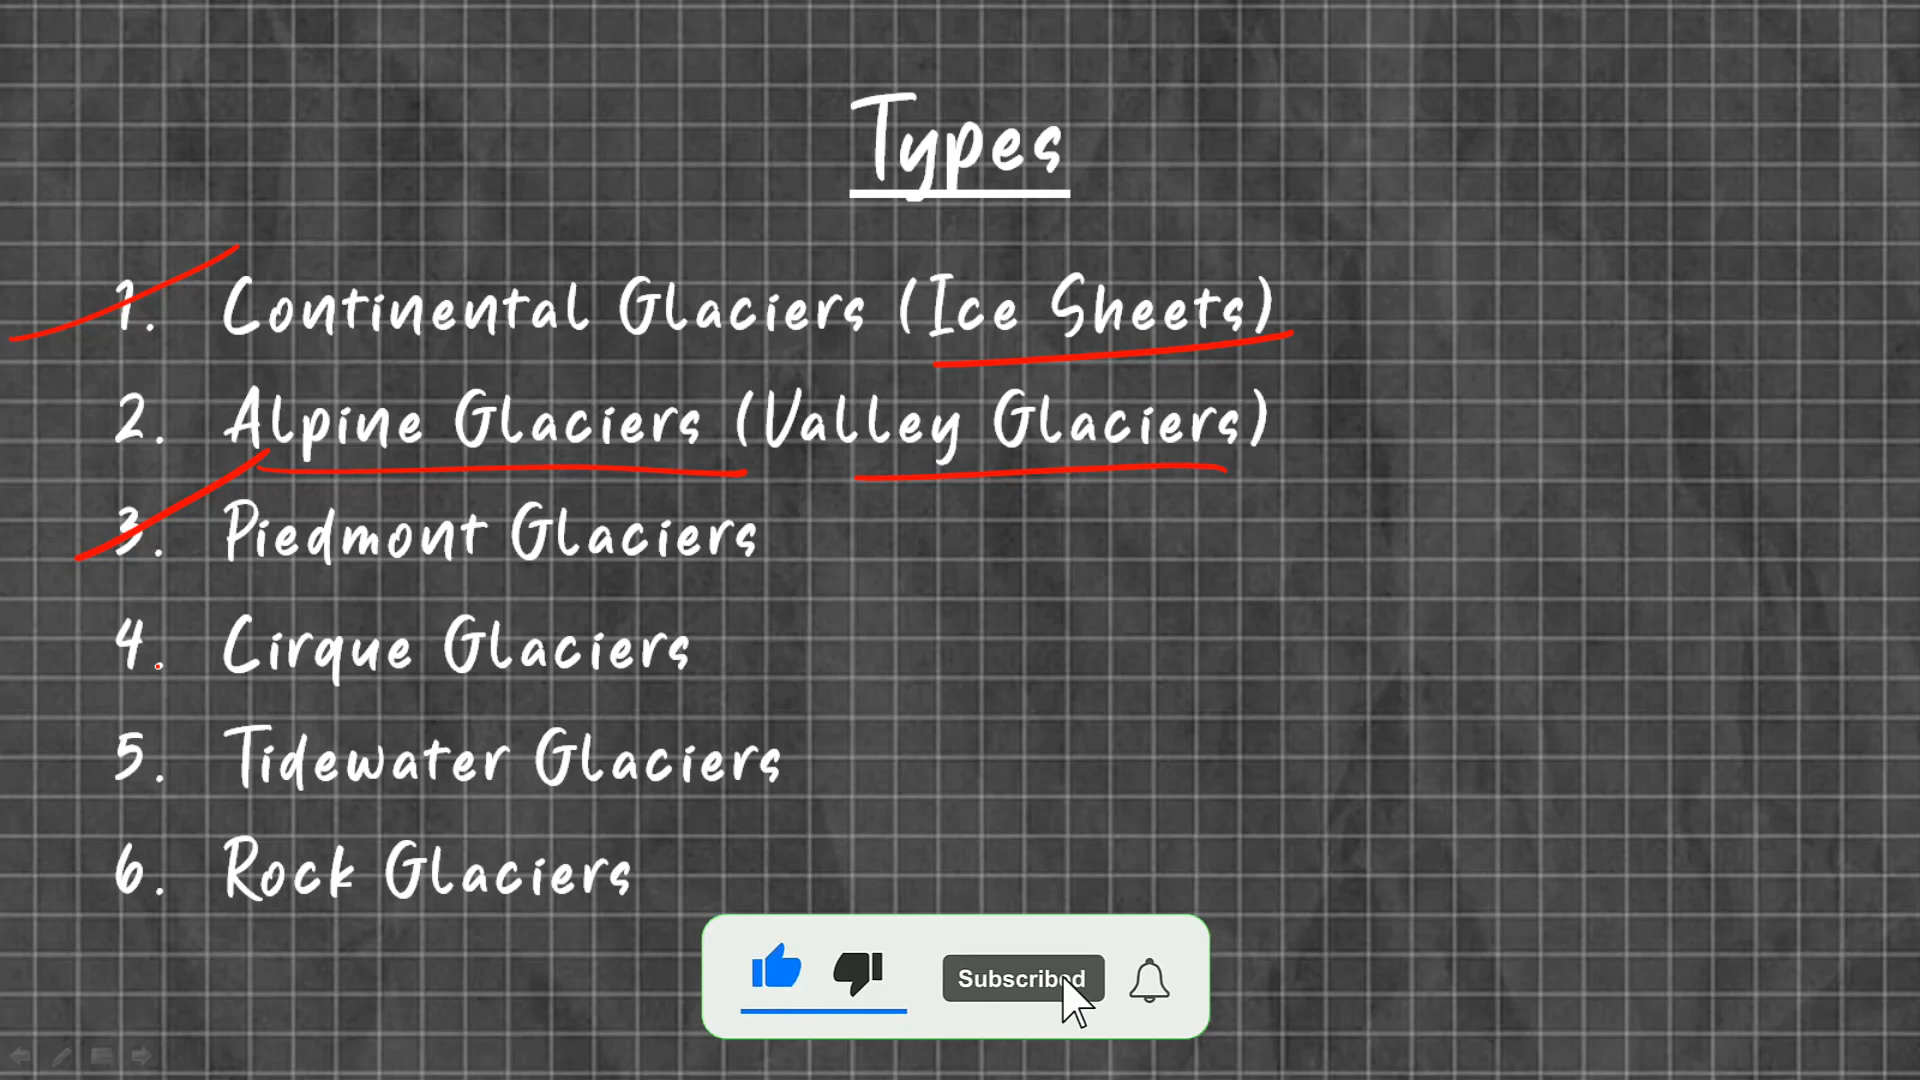 Types
1. Continental Glaciers (Ice Sheets)
2. Alpine Glaciers (Valley Glaciers)
3. Piedmont Glaciers
4. Cirque Glaciers
5. Tidewater Glaciers
6. Rock Glaciers
Subscribed